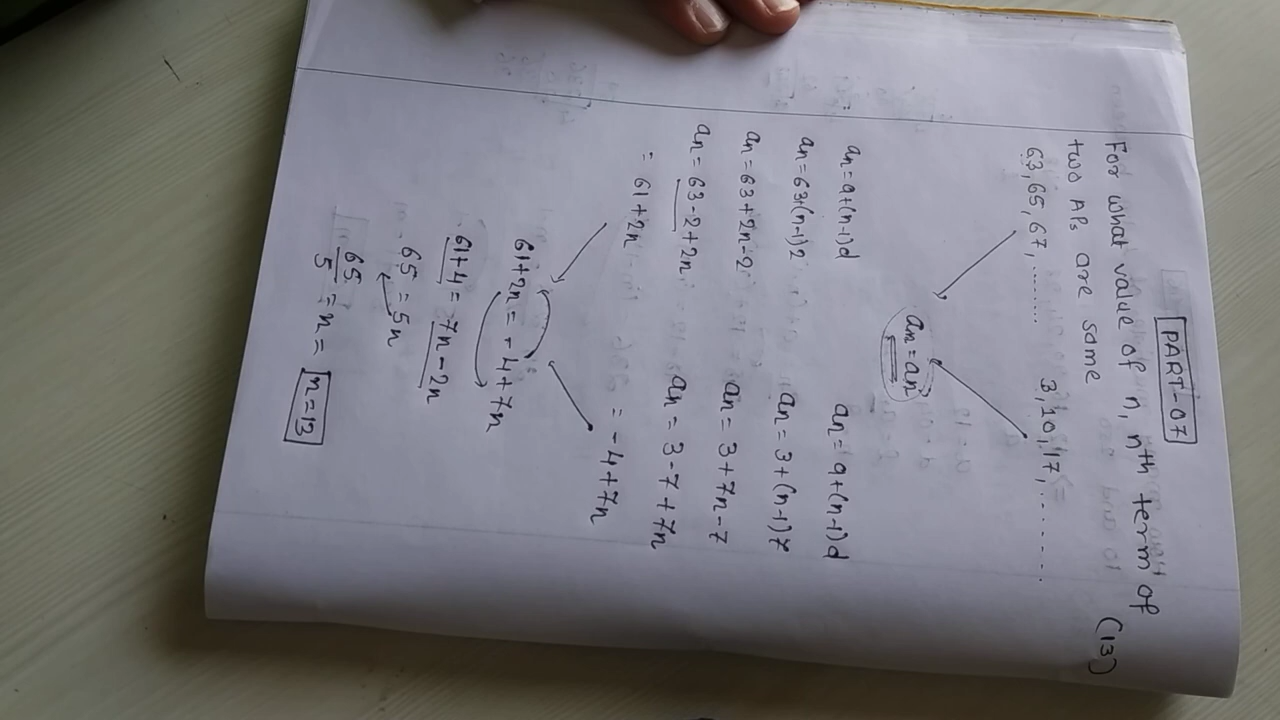 PART-07
For what value of n, nth term of
two APs are same (13)
63, 65, 67, ........ 3, 10, 17, ........
an = an
an = a+(n-1)d
an = 63+(n-1)2
an = 63+2n-2
an = 63-2+2n
= 61+2n
an = a+(n-1)d
an = 3+(n-1)7
an = 3+7n-7
an = 3-7+7n
= -4+7n
61+2n = -4+7n
61+4 = 7n-2n
65 = 5n
65/5 = n = n=13